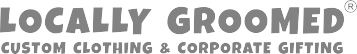 LOCALLY GROOMED®
CUSTOM CLOTHING & CORPORATE GIFTING